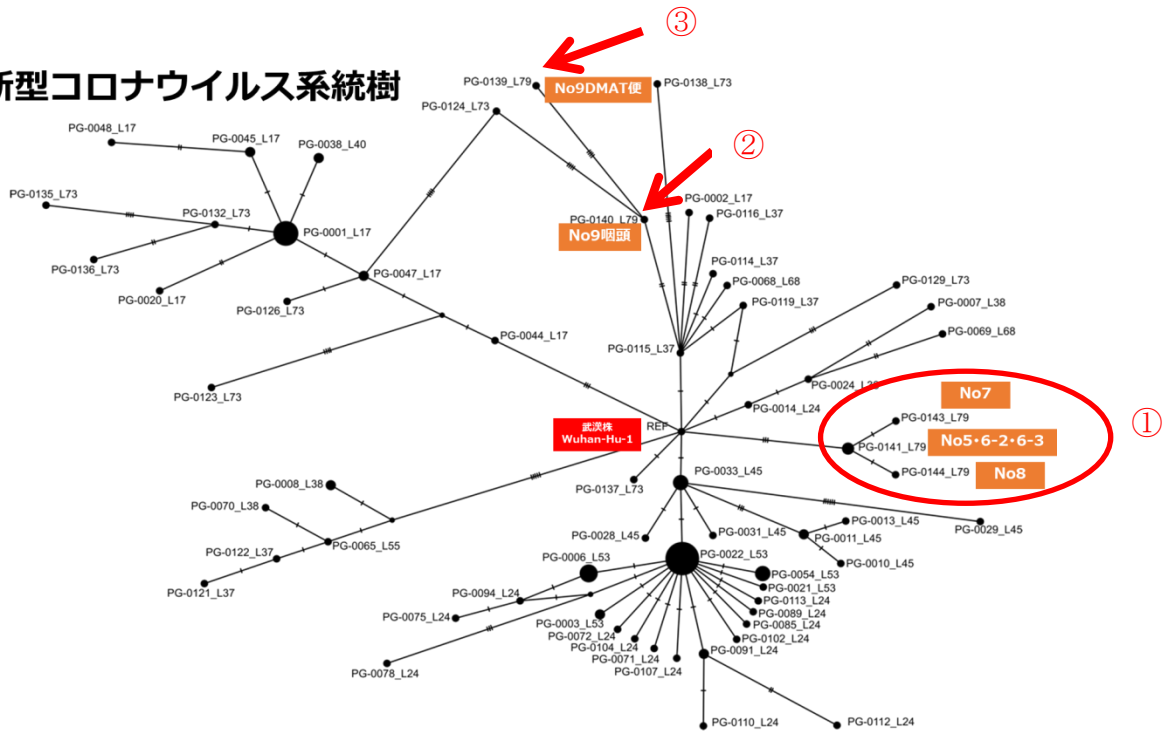 ③
新型コロナウイルス系統樹
PG-0139_L79
No9DMAT便
PG-0138_L73
PG-0124_L73
PG-0048_L17
PG-0045_L17
PG-0038_L40
②
PG-0135_L73
PG-0132_L73
PG-0001_L17
PG-0140_L79
No9咽頭
PG-0002_L17
PG-0116_L37
PG-0136_L73
PG-0020_L17
PG-0047_L17
PG-0126_L73
PG-0114_L37
PG-0068_L68
PG-0119_L37
PG-0129_L73
PG-0007_L38
PG-0069_L68
PG-0044_L17
PG-0115_L37
PG-0123_L73
PG-0024_L38
PG-0014_L24
No7
①
武漢株
Wuhan-Hu-1
REF
PG-0143_L79
PG-0141_L79
No5・6-2・6-3
PG-0144_L79
No8
PG-0033_L45
PG-0137_L73
PG-0008_L38
PG-0070_L38
PG-0028_L45
PG-0031_L45
PG-0013_L45
PG-0029_L45
PG-0011_L45
PG-0010_L45
PG-0122_L37
PG-0065_L55
PG-0121_L37
PG-0006_L53
PG-0022_L53
PG-0054_L53
PG-0021_L53
PG-0094_L24
PG-0113_L24
PG-0089_L24
PG-0075_L24
PG-0003_L53
PG-0085_L24
PG-0072_L24
PG-0102_L24
PG-0104_L24
PG-0091_L24
PG-0071_L24
PG-0078_L24
PG-0107_L24
PG-0110_L24
PG-0112_L24